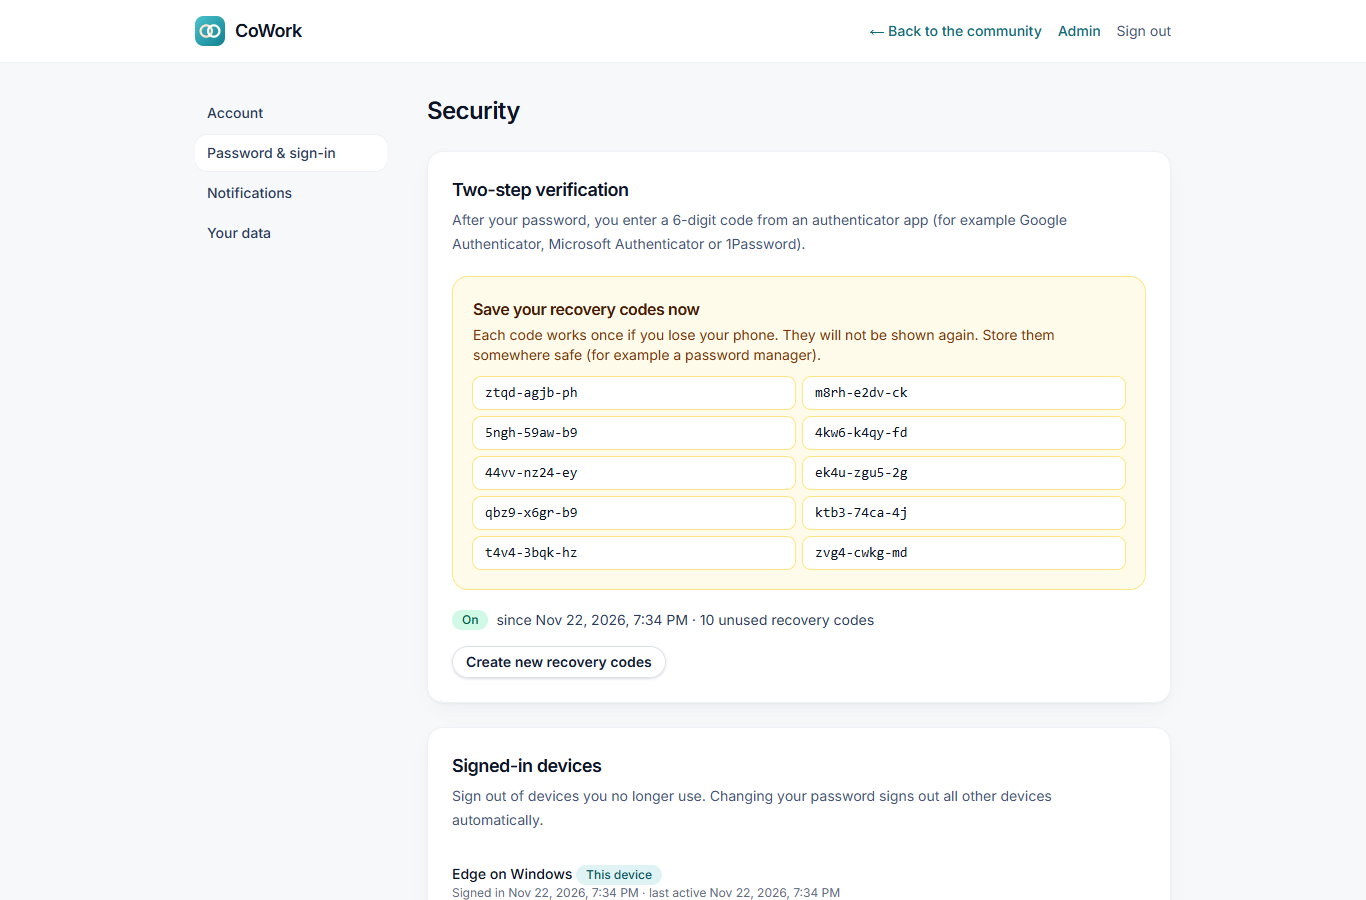 CoWork
← Back to the community Admin Sign out
Account
Password & sign-in
Notifications
Your data
Security
Two-step verification
After your password, you enter a 6-digit code from an authenticator app (for example Google
Authenticator, Microsoft Authenticator or 1Password).
Save your recovery codes now
Each code works once if you lose your phone. They will not be shown again. Store them
somewhere safe (for example a password manager).
ztqd-agjb-ph m8rh-e2dv-ck
5ngh-59aw-b9 4kw6-k4qy-fd
44vv-nz24-ey ek4u-zgu5-2g
qbz9-x6gr-b9 ktb3-74ca-4j
t4v4-3bqk-hz zvg4-cwkg-md
On since Nov 22, 2026, 7:34 PM · 10 unused recovery codes
Create new recovery codes
Signed-in devices
Sign out of devices you no longer use. Changing your password signs out all other devices
automatically.
Edge on Windows This device
Signed in Nov 22, 2026, 7:34 PM · last active Nov 22, 2026, 7:34 PM